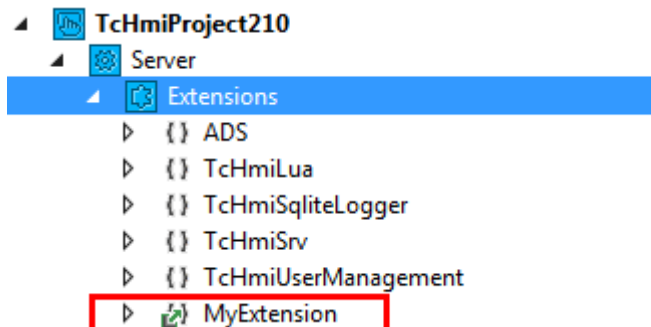 TcHmiProject210
Server
Extensions
{} ADS
{} TcHmiLua
{} TcHmiSqliteLogger
{} TcHmiSrv
{} TcHmiUserManagement
{} MyExtension